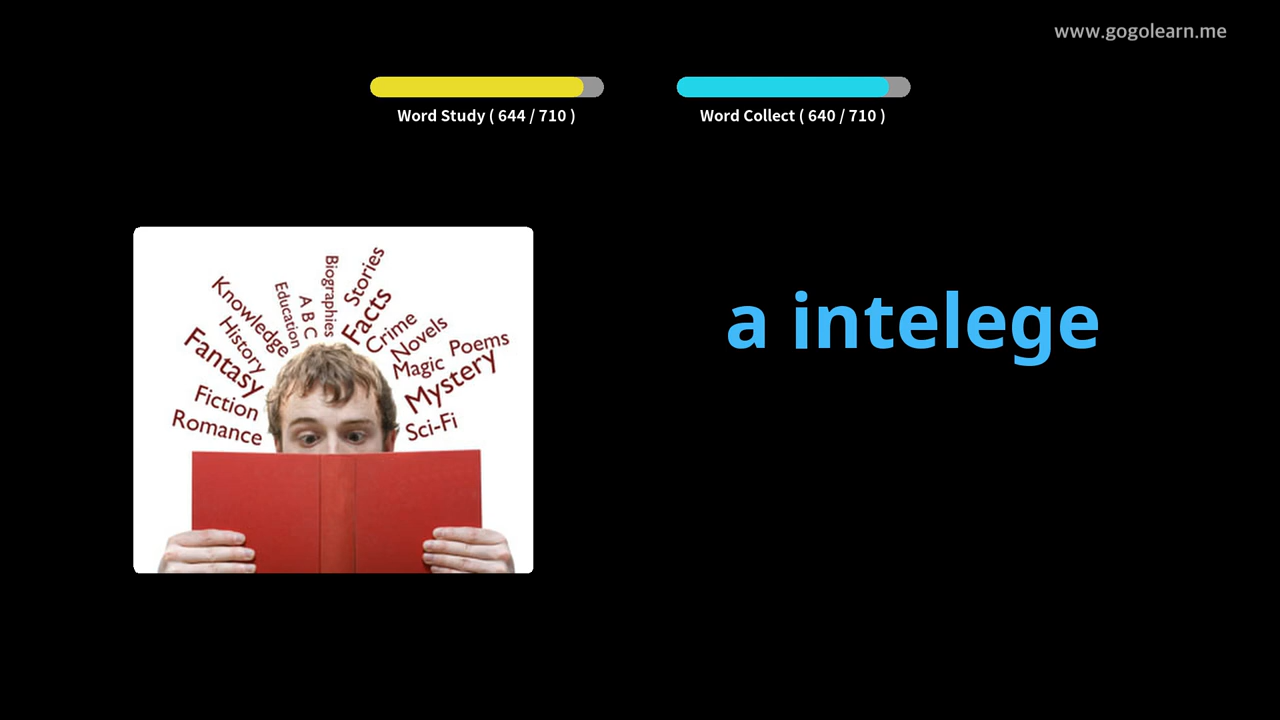 www.gogolearn.me
Word Study ( 644 / 710 )
Word Collect ( 640 / 710 )
a intelege
Knowledge
Education
A B C
Biographies
Stories
Facts
Crime
Novels
Poems
History
Magic
Fantasy
Mystery
Fiction
Sci-Fi
Romance